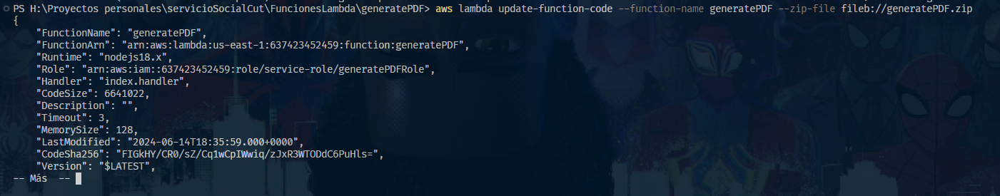 PS H:\Proyectos personales\servicioSocialCut\FuncionesLambda\generatePDF> aws lambda update-function-code --function-name generatePDF --zip-file fileb://generatePDF.zip
{
    "FunctionName": "generatePDF",
    "FunctionArn": "arn:aws:lambda:us-east-1:637423452459:function:generatePDF",
    "Runtime": "nodejs18.x",
    "Role": "arn:aws:iam::637423452459:role/service-role/generatePDFRole",
    "Handler": "index.handler",
    "CodeSize": 6641022,
    "Description": "",
    "Timeout": 3,
    "MemorySize": 128,
    "LastModified": "2024-06-14T18:35:59.000+0000",
    "CodeSha256": "FIGkHY/CR0/sZ/Cq1wCpIWwiq/zJxR3WTODdC6PuHls=",
    "Version": "$LATEST",
-- Más  --